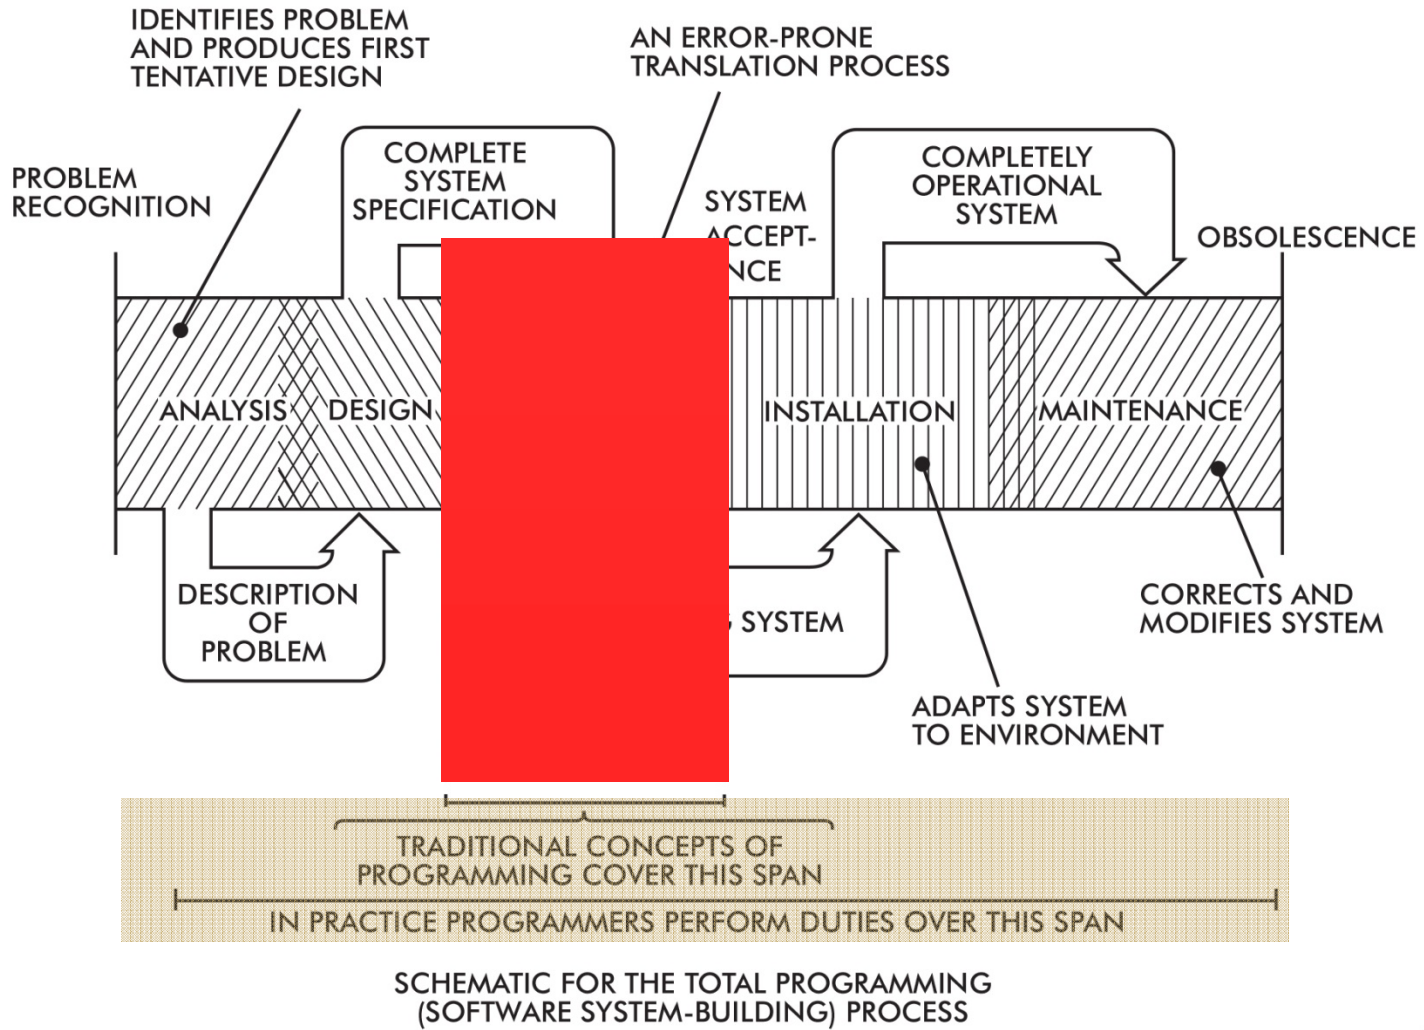 IDENTIFIES PROBLEM
AND PRODUCES FIRST
TENTATIVE DESIGN
AN ERROR-PRONE
TRANSLATION PROCESS
PROBLEM
RECOGNITION
COMPLETE
SYSTEM
SPECIFICATION
SYSTEM
COMPLETELY
OPERATIONAL
SYSTEM
OBSOLESCENCE
ANALYSIS
DESIGN
INSTALLATION
MAINTENANCE
DESCRIPTION
OF
PROBLEM
SYSTEM
CORRECTS AND
MODIFIES SYSTEM
ADAPTS SYSTEM
TO ENVIRONMENT
TRADITIONAL CONCEPTS OF
PROGRAMMING COVER THIS SPAN
IN PRACTICE PROGRAMMERS PERFORM DUTIES OVER THIS SPAN
SCHEMATIC FOR THE TOTAL PROGRAMMING
(SOFTWARE SYSTEM-BUILDING) PROCESS